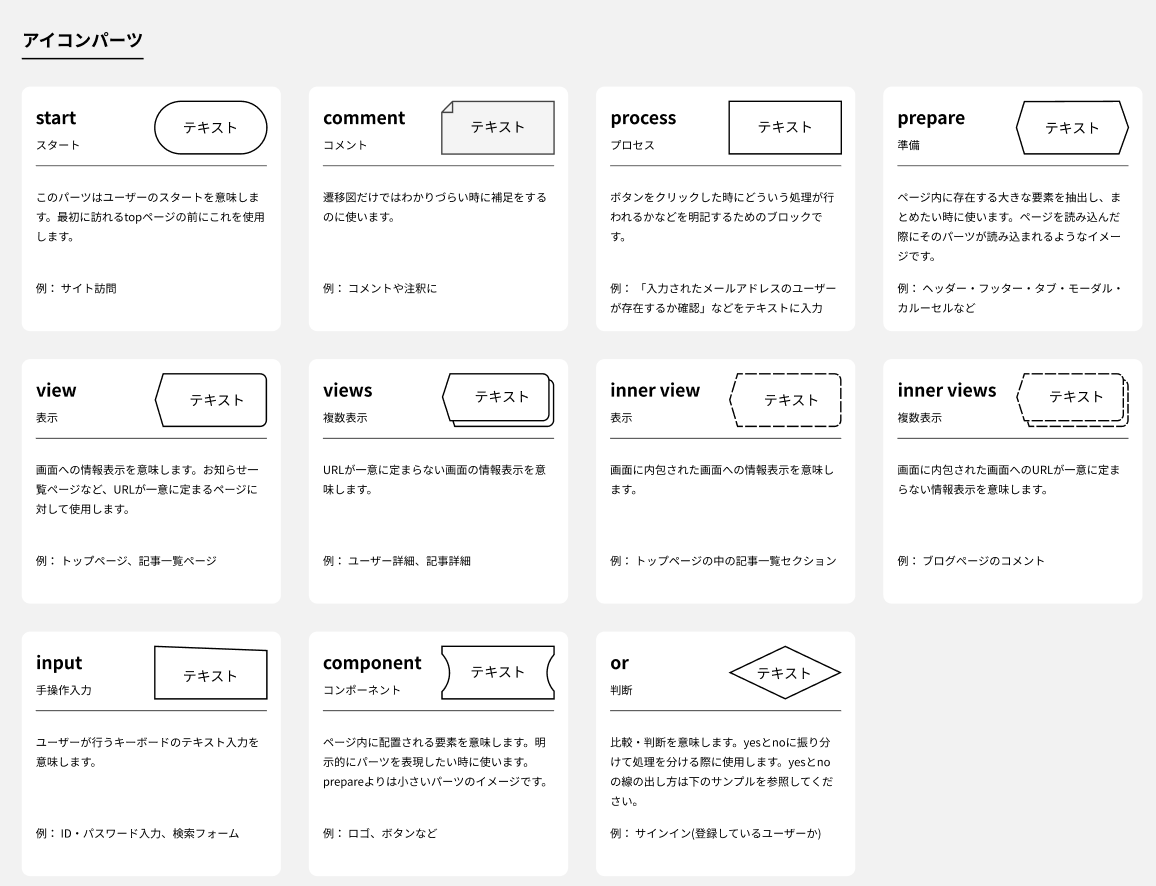 アイコンパーツ
start
スタート
テキスト
このパーツはユーザーのスタートを意味しま
す。最初に訪れるtopページの前にこれを使用
します。
例： サイト訪問
comment
コメント
テキスト
遷移図だけではわかりづらい時に補足をする
のに使います。
例： コメントや注釈に
process
プロセス
テキスト
ボタンをクリックした時にどういう処理が行
われるかなどを明記するためのブロックで
す。
例： 「入力されたメールアドレスのユーザー
が存在するか確認」などをテキストに入力
prepare
準備
テキスト
ページ内に存在する大きな要素を抽出し、ま
とめたい時に使います。ページを読み込んだ
際にそのパーツが読み込まれるようなイメー
ジです。
例： ヘッダー・フッター・タブ・モーダル・
カルーセルなど
view
表示
テキスト
画面への情報表示を意味します。お知らせ一
覧ページなど、URLが一意に定まるページに
対して使用します。
例： トップページ、記事一覧ページ
views
複数表示
テキスト
URLが一意に定まらない画面の情報表示を意
味します。
例： ユーザー詳細、記事詳細
inner view
表示
テキスト
画面に内包された画面への情報表示を意味し
ます。
例： トップページの中の記事一覧セクション
inner views
複数表示
テキスト
画面に内包された画面へのURLが一意に定ま
らない情報表示を意味します。
例： ブログページのコメント
input
手操作入力
テキスト
ユーザーが行うキーボードのテキスト入力を
意味します。
例： ID・パスワード入力、検索フォーム
component
コンポーネント
テキスト
ページ内に配置される要素を意味します。明
示的にパーツを表現したい時に使います。
prepareよりは小さいパーツのイメージです。
例： ロゴ、ボタンなど
or
判断
テキスト
比較・判断を意味します。yesとnoに振り分
けて処理を分ける際に使用します。yesとno
の線の出し方は下のサンプルを参照してくだ
さい。
例： サインイン(登録しているユーザーか)